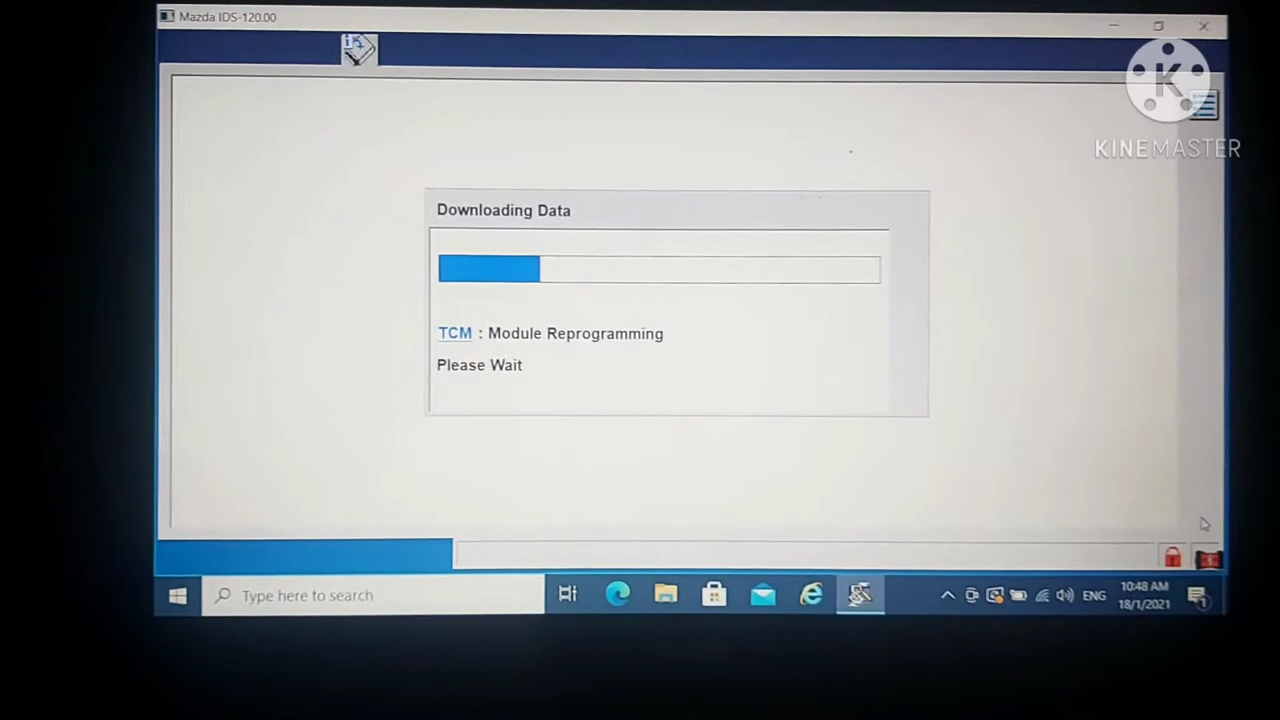 Mazda IDS-120.00
K
KINEMASTER
Downloading Data
TCM : Module Reprogramming
Please Wait
Type here to search
ENG
10:48 AM
18/1/2021
1